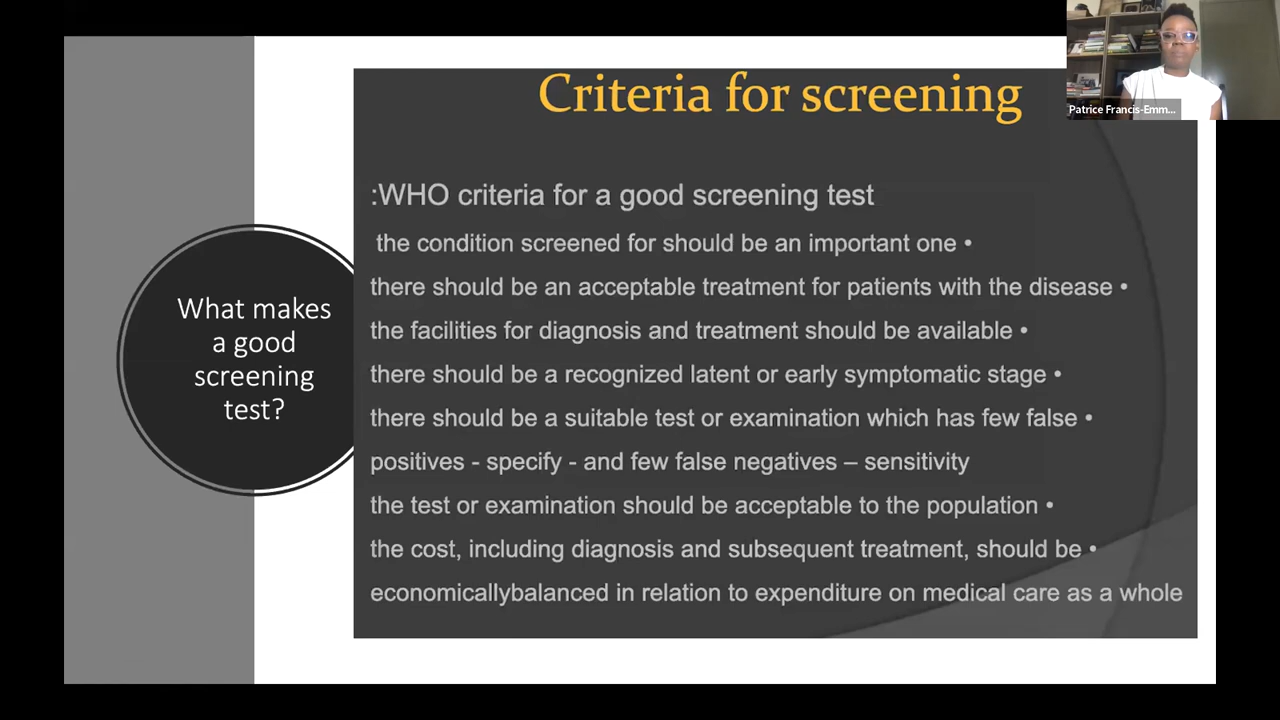 Criteria for screening
Patrice Francis-Emm...
:WHO criteria for a good screening test
the condition screened for should be an important one •
there should be an acceptable treatment for patients with the disease •
the facilities for diagnosis and treatment should be available •
there should be a recognized latent or early symptomatic stage •
there should be a suitable test or examination which has few false •
positives - specify - and few false negatives – sensitivity
the test or examination should be acceptable to the population •
the cost, including diagnosis and subsequent treatment, should be •
economicallybalanced in relation to expenditure on medical care as a whole
What makes
a good
screening
test?